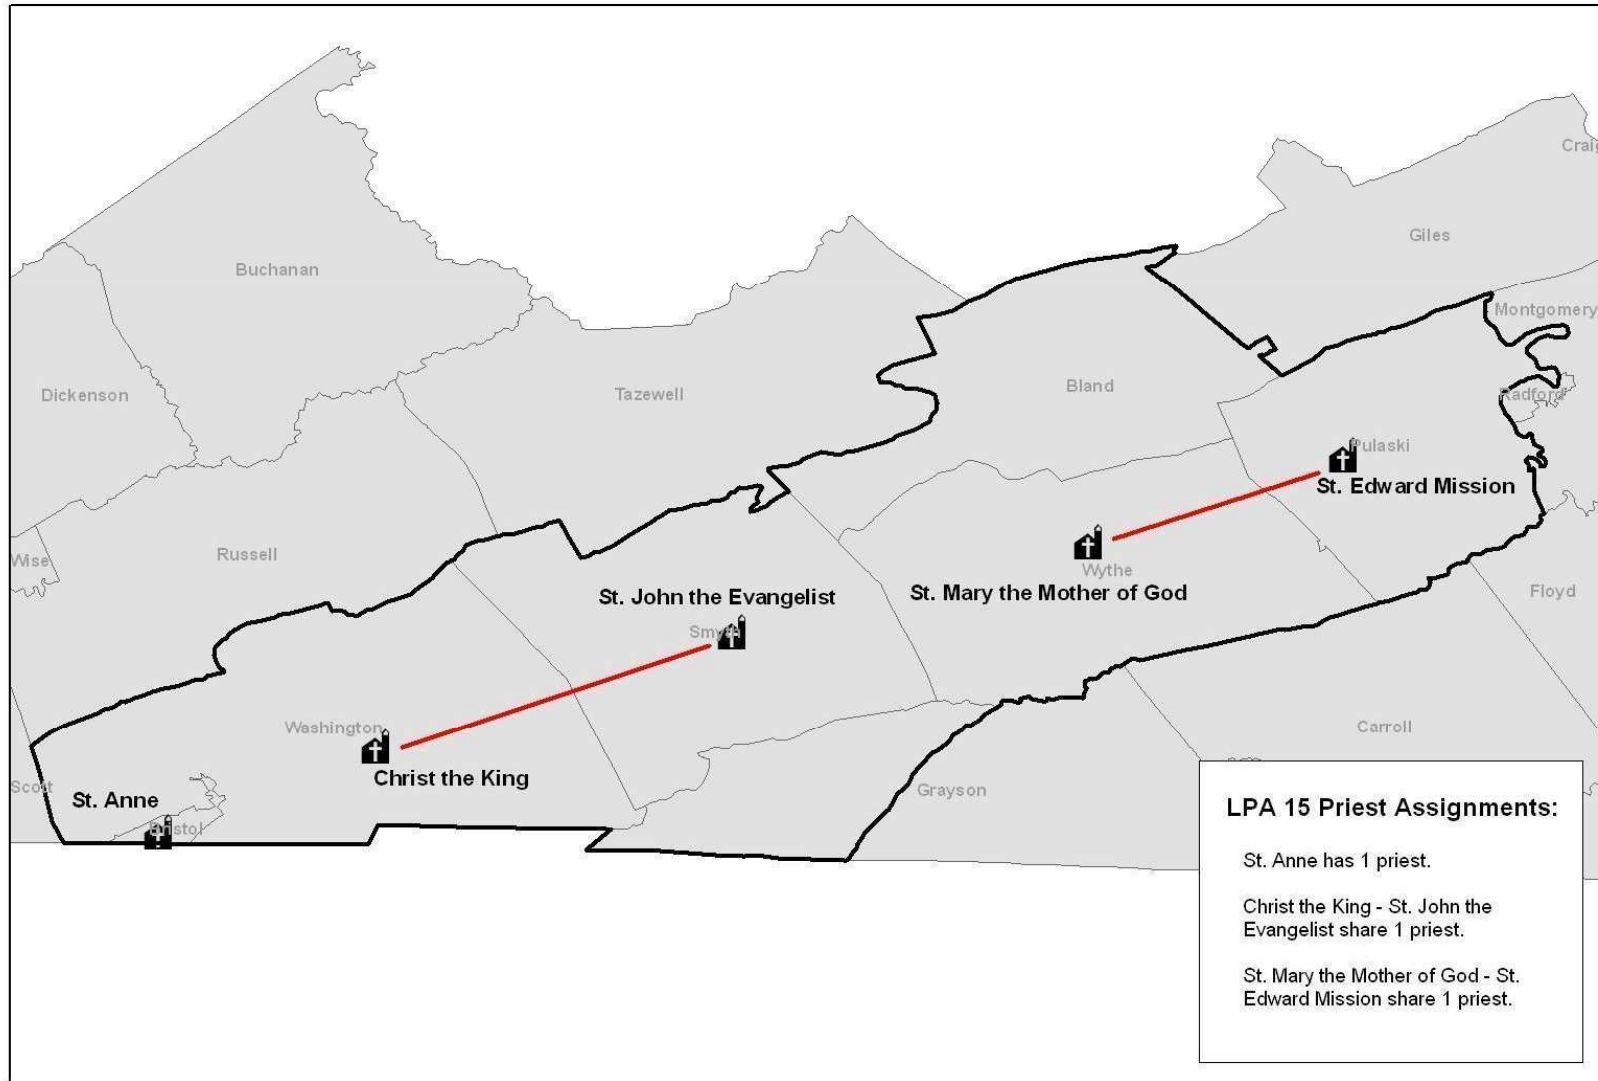 Craig
Giles
Buchanan
Montgomery
Dickenson
Tazewell
Bland
Radford
Pulaski
St. Edward Mission
Wise
Russell
Wythe
St. Mary the Mother of God
Floyd
St. John the Evangelist
Smyth
Washington
Christ the King
Carroll
Scott
St. Anne
Bristol
Grayson
LPA 15 Priest Assignments:
St. Anne has 1 priest.
Christ the King - St. John the
Evangelist share 1 priest.
St. Mary the Mother of God - St.
Edward Mission share 1 priest.